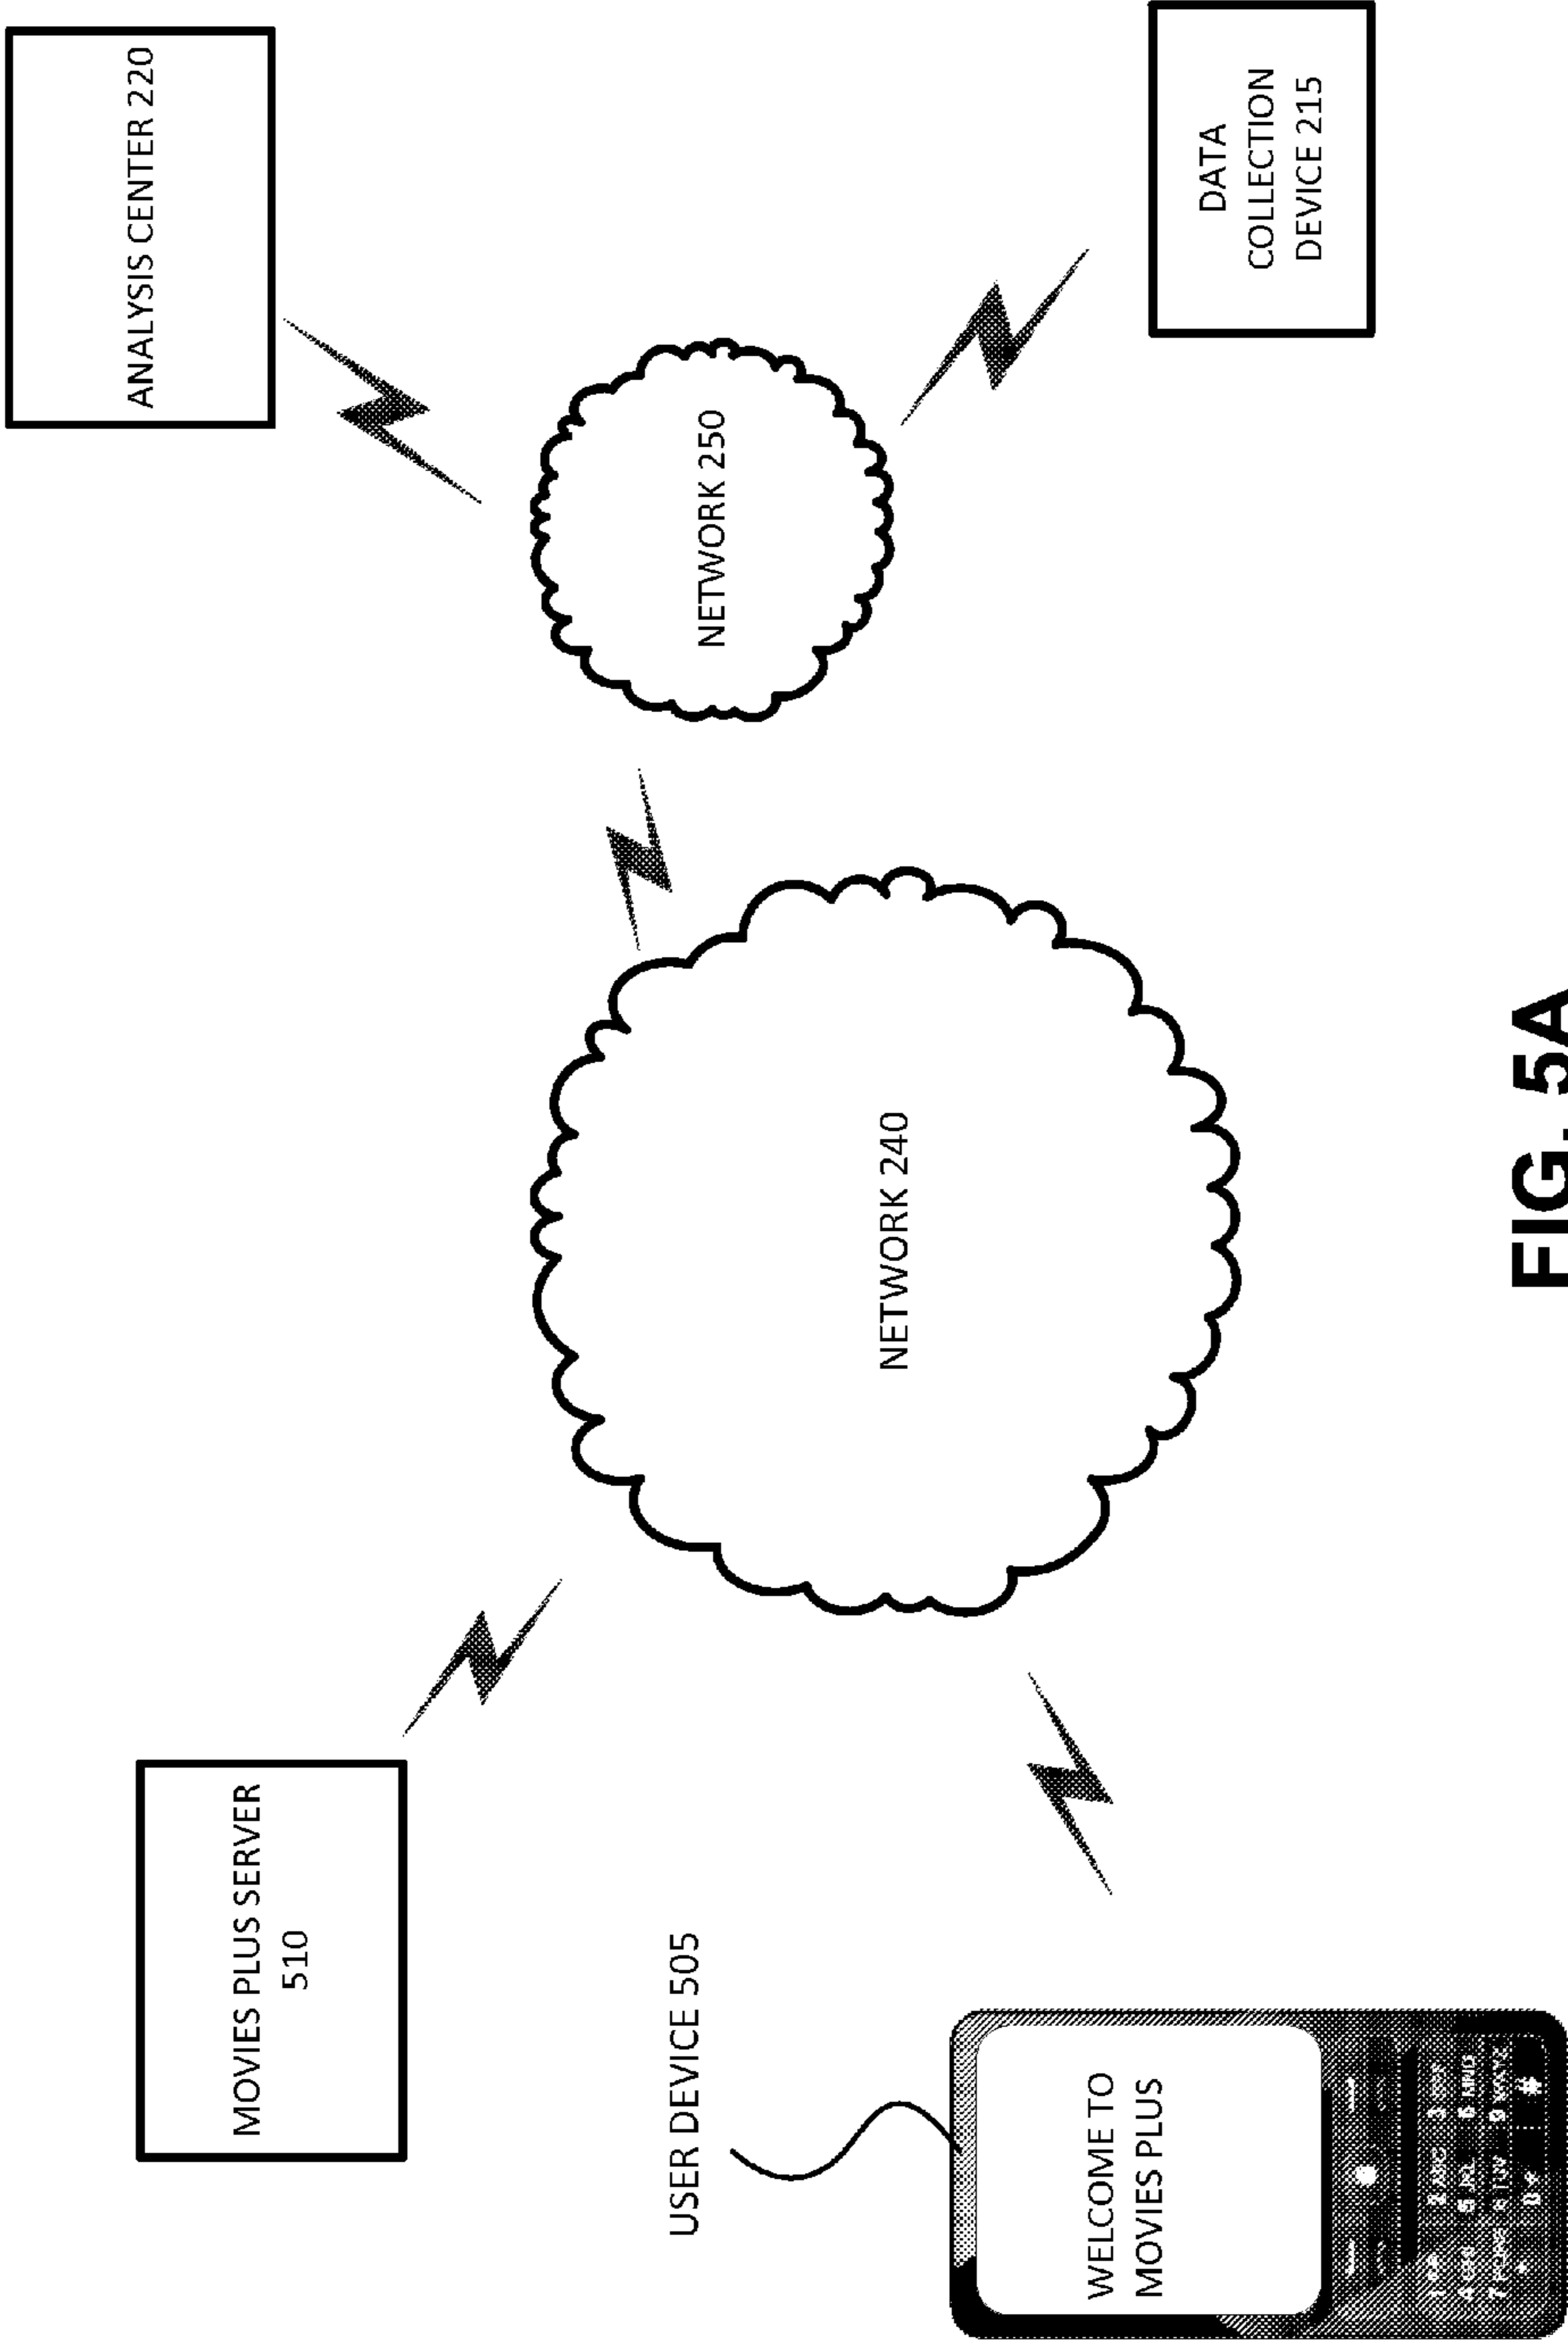 MOVIES PLUS SERVER
510
ANALYSIS CENTER 220
USER DEVICE 505
NETWORK 250
NETWORK 240
WELCOME TO
MOVIES PLUS
DATA
COLLECTION
DEVICE 215
FIG. 5A